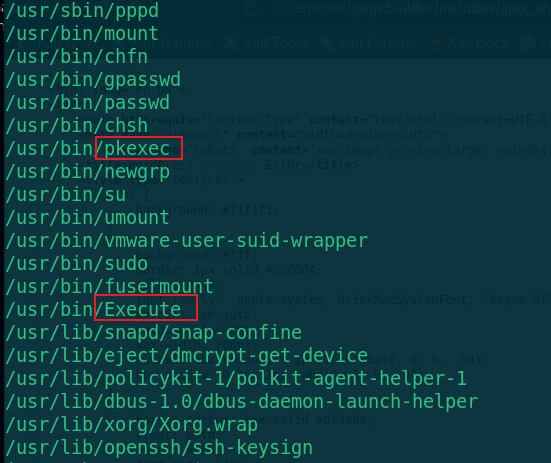 /usr/sbin/pppd
/usr/bin/mount
/usr/bin/chfn
/usr/bin/gpasswd
/usr/bin/passwd
/usr/bin/chsh
/usr/bin/pkexec
/usr/bin/newgrp
/usr/bin/su
/usr/bin/umount
/usr/bin/vmware-user-suid-wrapper
/usr/bin/sudo
/usr/bin/fusermount
/usr/bin/Execute
/usr/lib/snapd/snap-confine
/usr/lib/eject/dmcrypt-get-device
/usr/lib/policykit-1/polkit-agent-helper-1
/usr/lib/dbus-1.0/dbus-daemon-launch-helper
/usr/lib/xorg/Xorg.wrap
/usr/lib/openssh/ssh-keysign